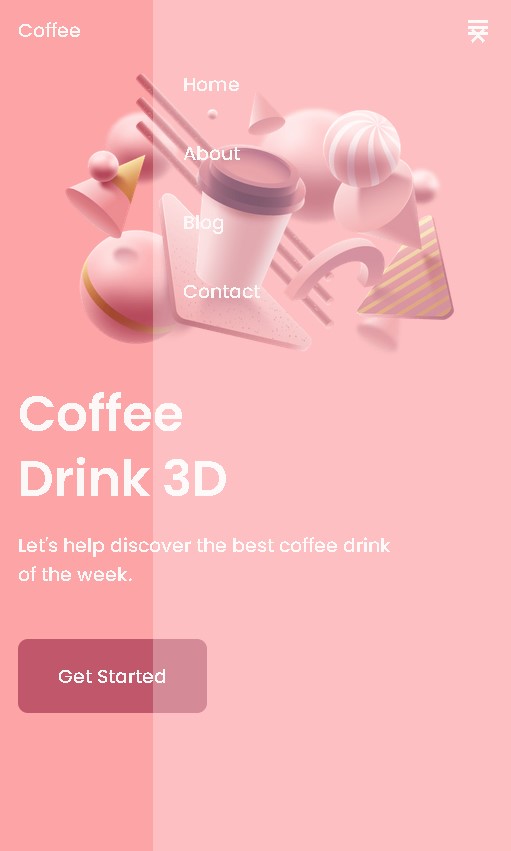 Coffee
Home
About
Blog
Contact
Coffee
Drink 3D
Let's help discover the best coffee drink
of the week.
Get Started